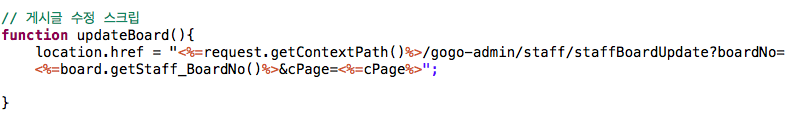 // 게시글 수정 스크립
function updateBoard(){
    location.href = "<%=request.getContextPath()%>/gogo-admin/staff/staffBoardUpdate?boardNo=
    <%=board.getStaff_BoardNo()%>&cPage=<%=cPage%>";
}